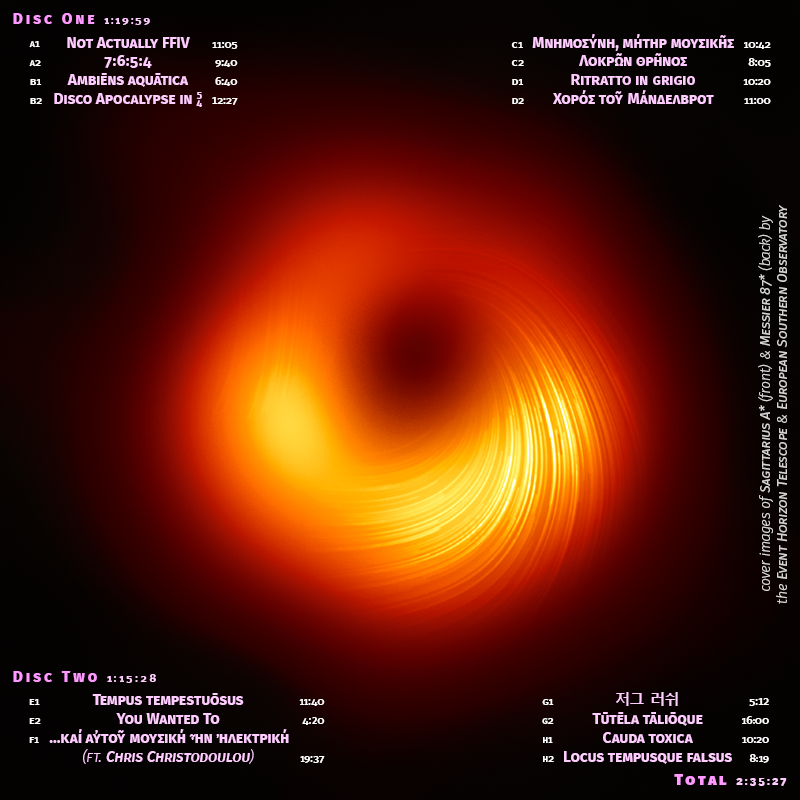 Disc One 1:19:59
A1 Not Actually FFIV 11:05
A2 7:6:5:4 9:40
B1 Ambiēns aquātica 6:40
B2 Disco Apocalypse in 5/4 12:27
C1 Μνημοσύνη, μήτηρ μουσικῆς 10:42
C2 Λοκρῶν θρῆνος 8:05
D1 Ritratto in grigio 10:20
D2 Χορός τοῦ Μάνδελβροτ 11:00
cover images of Sagittarius A* (front) & Messier 87* (back) by
the Event Horizon Telescope & European Southern Observatory
Disc Two 1:15:28
E1 Tempus tempestuōsus 11:40
E2 You Wanted To 4:20
F1 ...καί αὐτοῦ μουσική ἦν ἠλεκτρική
(ft. Chris Christodoulou) 19:37
G1 저그 러쉬 5:12
G2 Tūtēla tāliōque 16:00
H1 Cauda toxica 10:20
H2 Locus tempusque falsus 8:19
Total 2:35:27